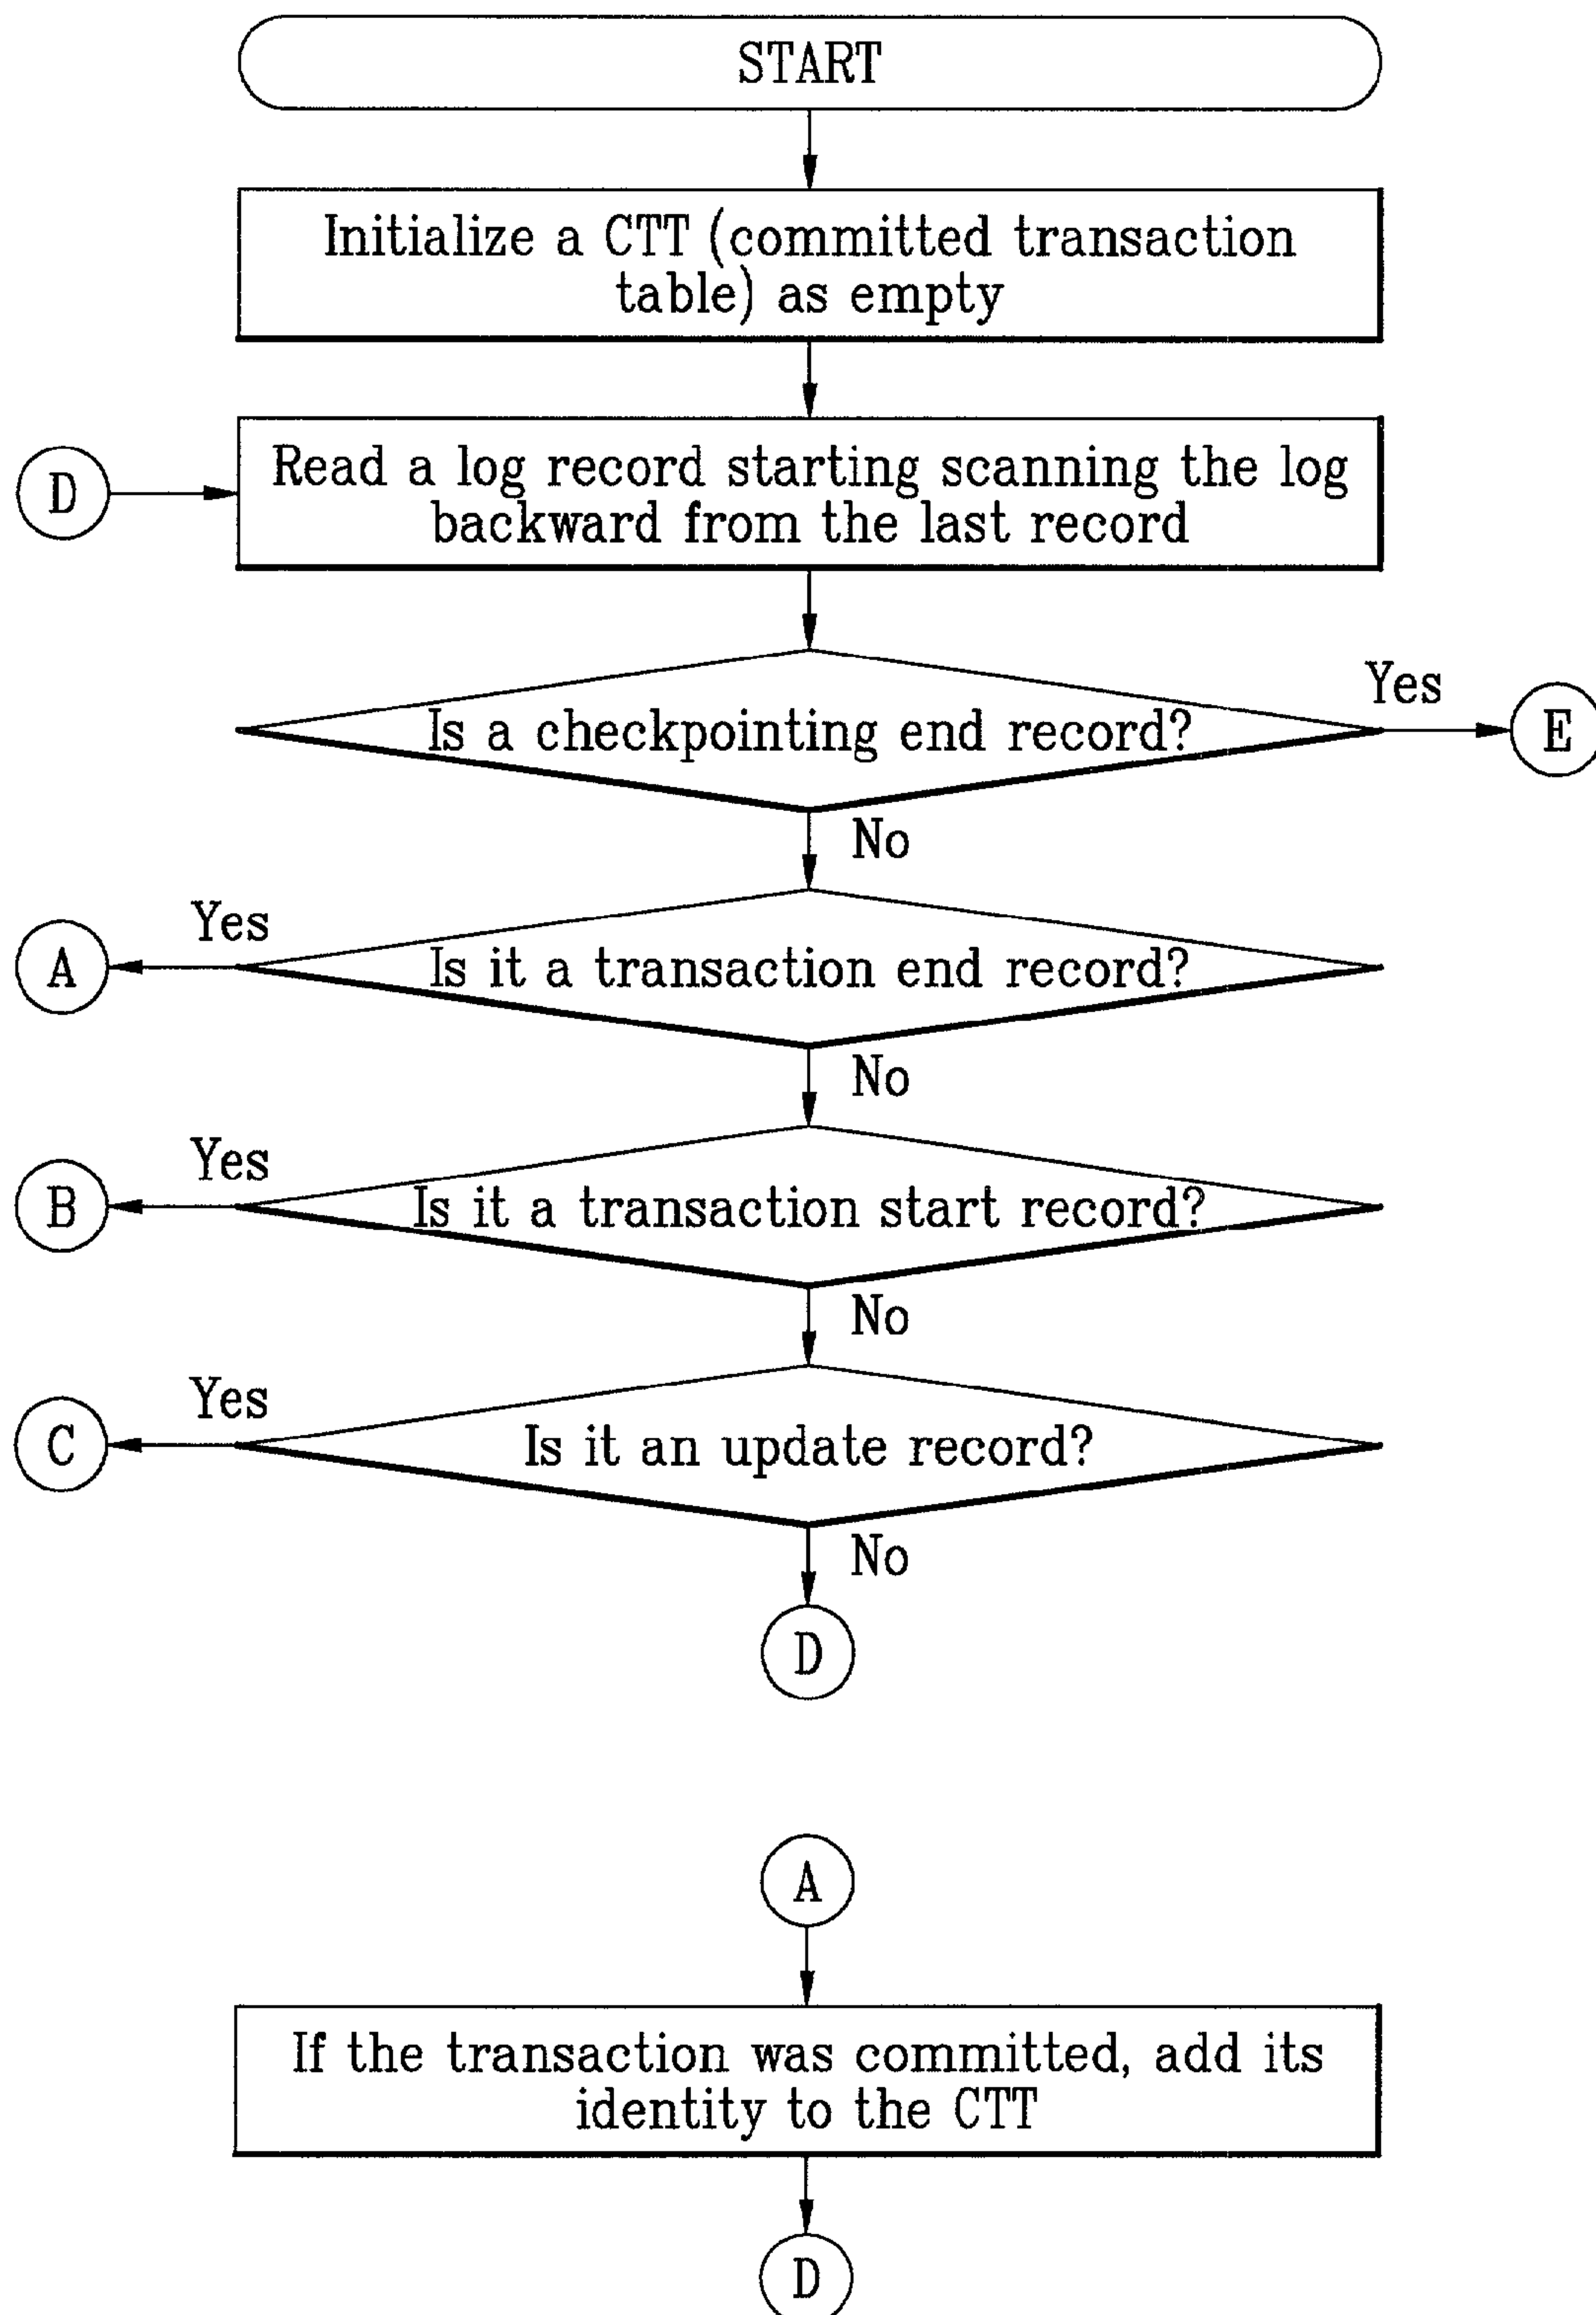 START
Initialize a CTT (committed transaction
table) as empty
D
Read a log record starting scanning the log
backward from the last record
Is a checkpointing end record?
Yes
E
No
Yes
A
Is it a transaction end record?
No
Yes
B
Is it a transaction start record?
No
Yes
C
Is it an update record?
No
D
A
If the transaction was committed, add its
identity to the CTT
D